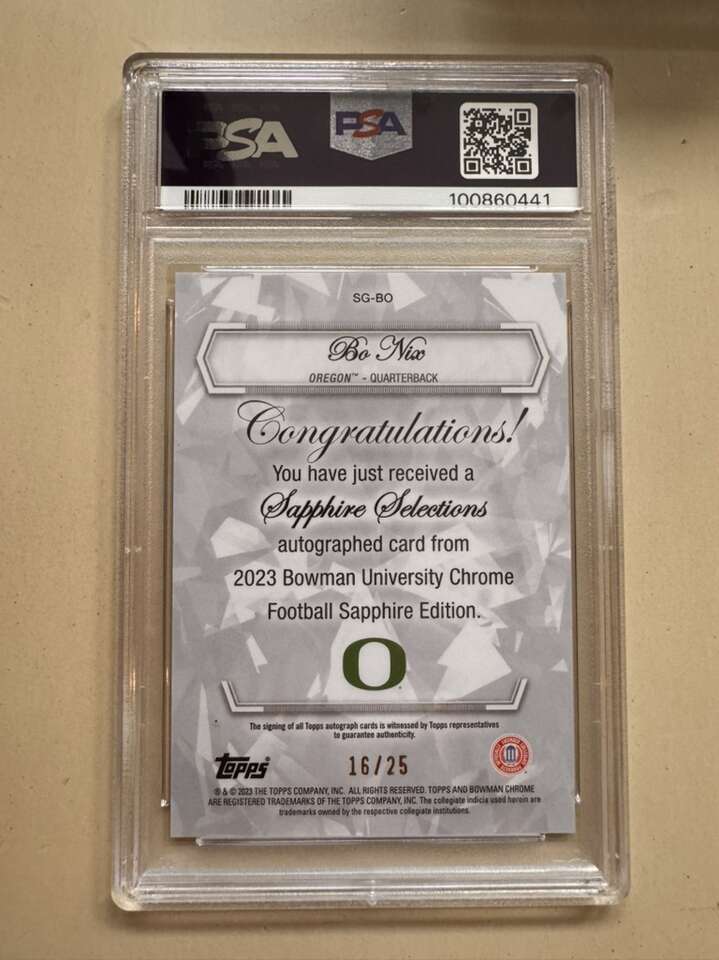 PSA PSA
100860441
SG-BO
Bo Nix
OREGON™ - QUARTERBACK
Congratulations!
You have just received a
Sapphire Selections
autographed card from
2023 Bowman University Chrome
Football Sapphire Edition.
O
The signing of all Topps autograph cards is witnessed by Topps representatives
to guarantee authenticity.
topps 16/25
® & © 2023 THE TOPPS COMPANY, INC. ALL RIGHTS RESERVED. TOPPS AND BOWMAN CHROME
ARE REGISTERED TRADEMARKS OF THE TOPPS COMPANY, INC. The collegiate indicia used herein are
trademarks owned by the respective collegiate institutions.